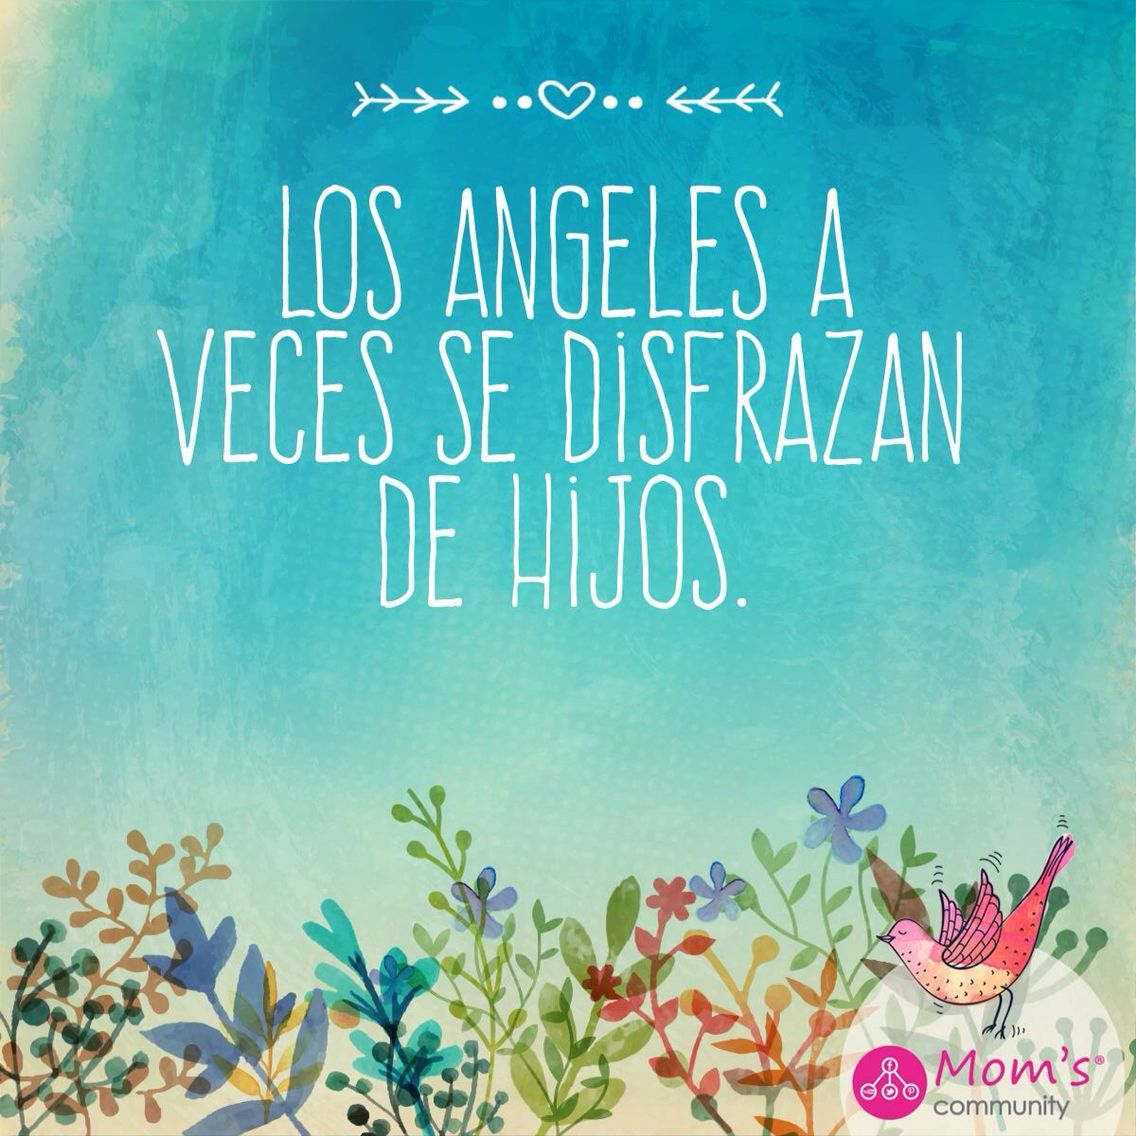 LOS ANGELES A
VECES SE DISFRAZAN
DE HIJOS.
Mom's®
community